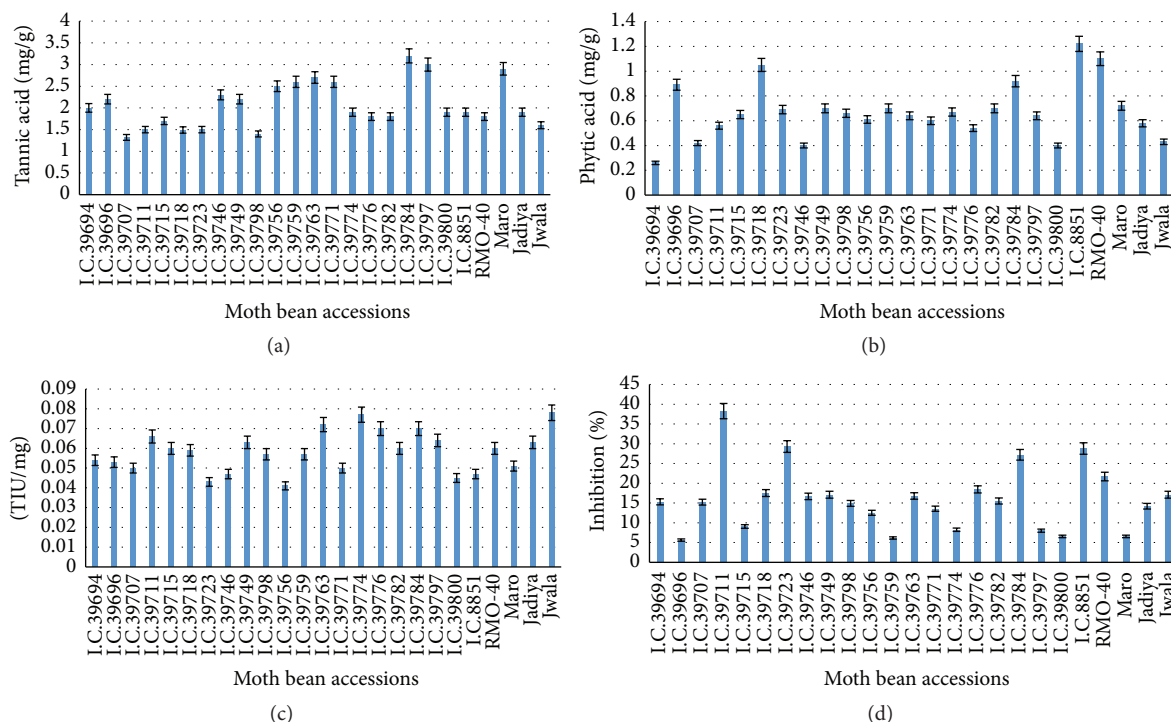 Tannic acid (mg/g)
4
3.5
3
2.5
2
1.5
1
0.5
0
I.C.39694
I.C.39696
I.C.39707
I.C.39711
I.C.39715
I.C.39718
I.C.39723
I.C.39746
I.C.39749
I.C.39798
I.C.39756
I.C.39759
I.C.39763
I.C.39771
I.C.39774
I.C.39776
I.C.39782
I.C.39784
I.C.39797
I.C.39800
I.C.8851
RMO-40
Maro
Jadiya
Jwala
Moth bean accessions
(a)
Phytic acid (mg/g)
1.4
1.2
1
0.8
0.6
0.4
0.2
0
I.C.39694
I.C.39696
I.C.39707
I.C.39711
I.C.39715
I.C.39718
I.C.39723
I.C.39746
I.C.39749
I.C.39798
I.C.39756
I.C.39759
I.C.39763
I.C.39771
I.C.39774
I.C.39776
I.C.39782
I.C.39784
I.C.39797
I.C.39800
I.C.8851
RMO-40
Maro
Jadiya
Jwala
Moth bean accessions
(b)
(TIU/mg)
0.09
0.08
0.07
0.06
0.05
0.04
0.03
0.02
0.01
0
I.C.39694
I.C.39696
I.C.39707
I.C.39711
I.C.39715
I.C.39718
I.C.39723
I.C.39746
I.C.39749
I.C.39798
I.C.39756
I.C.39759
I.C.39763
I.C.39771
I.C.39774
I.C.39776
I.C.39782
I.C.39784
I.C.39797
I.C.39800
I.C.8851
RMO-40
Maro
Jadiya
Jwala
Moth bean accessions
(c)
Inhibition (%)
45
40
35
30
25
20
15
10
5
0
I.C.39694
I.C.39696
I.C.39707
I.C.39711
I.C.39715
I.C.39718
I.C.39723
I.C.39746
I.C.39749
I.C.39798
I.C.39756
I.C.39759
I.C.39763
I.C.39771
I.C.39774
I.C.39776
I.C.39782
I.C.39784
I.C.39797
I.C.39800
I.C.8851
RMO-40
Maro
Jadiya
Jwala
Moth bean accessions
(d)